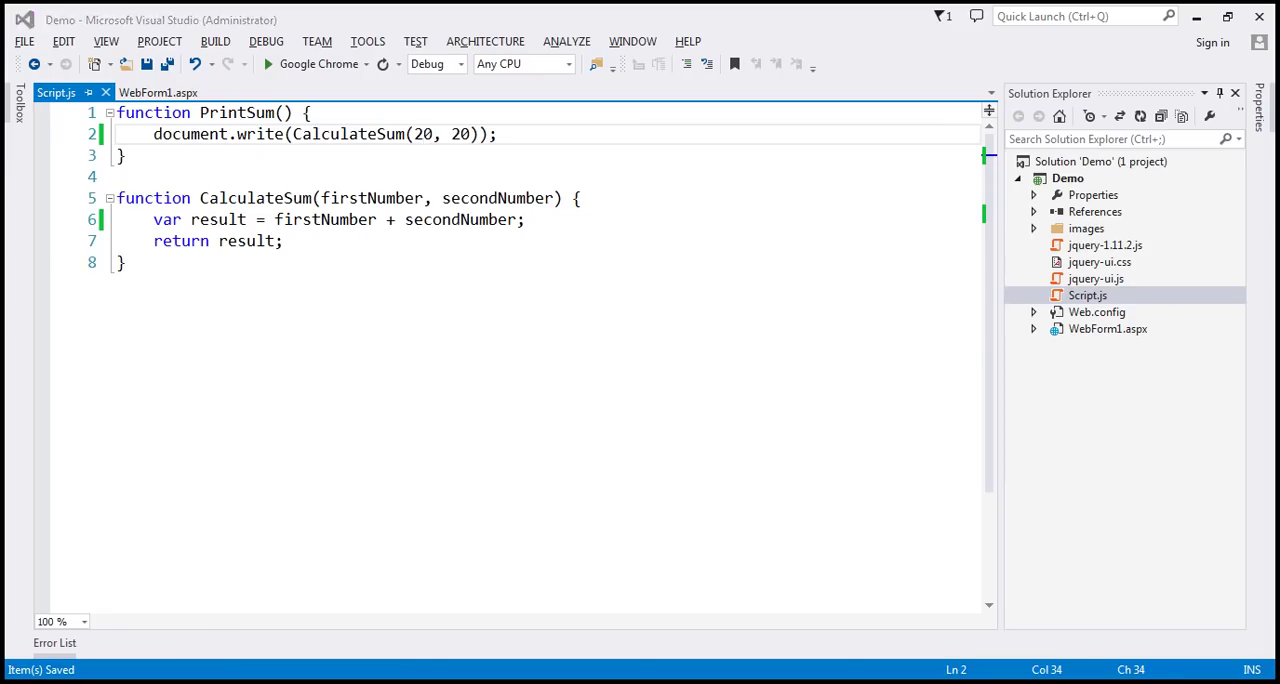 Demo - Microsoft Visual Studio (Administrator)
1
Quick Launch (Ctrl+Q)
FILE EDIT VIEW PROJECT BUILD DEBUG TEAM TOOLS TEST ARCHITECTURE ANALYZE WINDOW HELP
Sign in
Google Chrome Debug Any CPU
Toolbox
Script.js WebForm1.aspx
1 function PrintSum() {
2 document.write(CalculateSum(20, 20));
3 }
4
5 function CalculateSum(firstNumber, secondNumber) {
6 var result = firstNumber + secondNumber;
7 return result;
8 }
100 %
Solution Explorer
Search Solution Explorer (Ctrl+;)
Solution 'Demo' (1 project)
Demo
Properties
References
images
jquery-1.11.2.js
jquery-ui.css
jquery-ui.js
Script.js
Web.config
WebForm1.aspx
Properties
Error List
Item(s) Saved
Ln 2 Col 34 Ch 34 INS